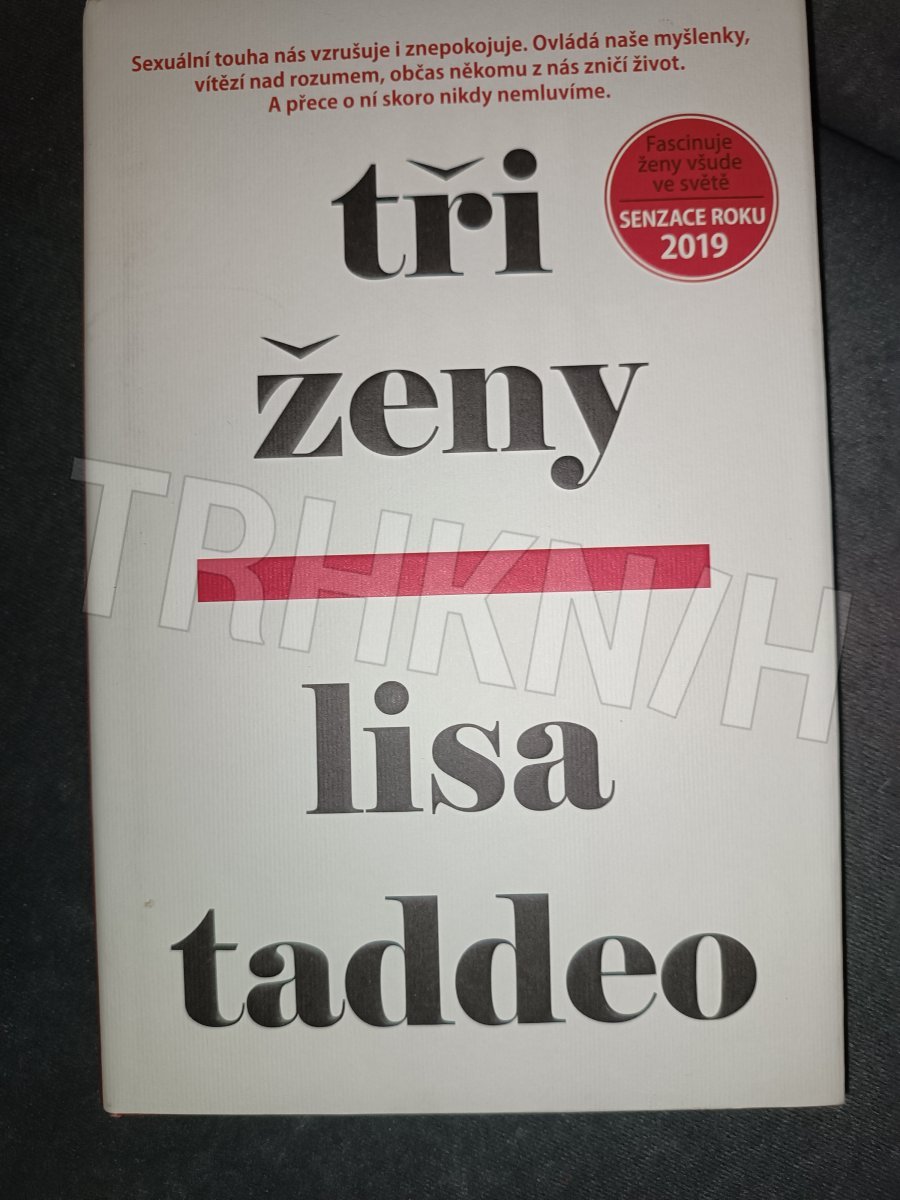 Sexuální touha nás vzrušuje i znepokojuje. Ovládá naše myšlenky,
vítězí nad rozumem, občas někomu z nás zničí život.
A přece o ní skoro nikdy nemluvíme.
Fascinuje
ženy všude
ve světě
SENZACE ROKU
2019
tři
ženy
TRHKNIH
lisa
taddeo